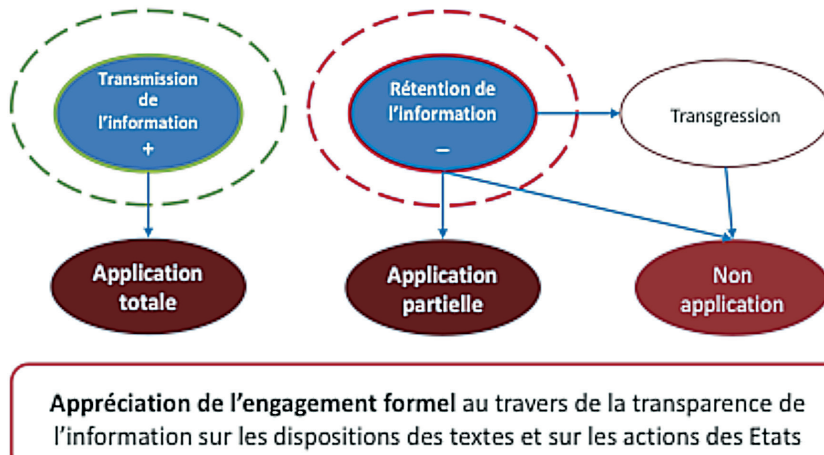 Transmission
de
l'information
+
Rétention de
l'information
–
Transgression
Application
totale
Application
partielle
Non
application
Appréciation de l'engagement formel au travers de la transparence de
l'information sur les dispositions des textes et sur les actions des Etats